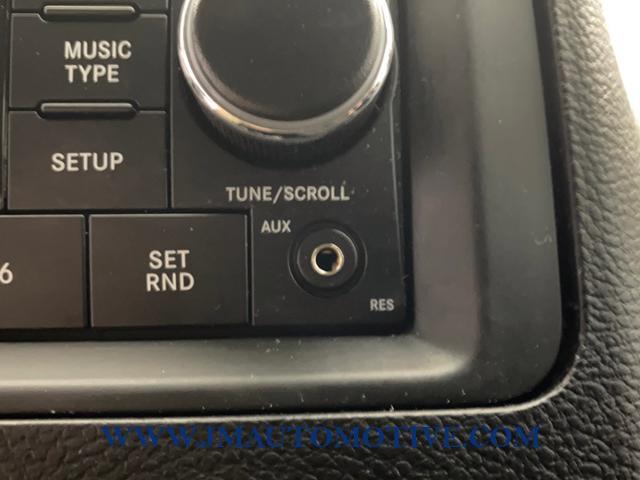 MUSIC
TYPE
SETUP
TUNE/SCROLL
AUX
6
SET
RND
RES
WWW.JMAUTOMOTIVE.COM